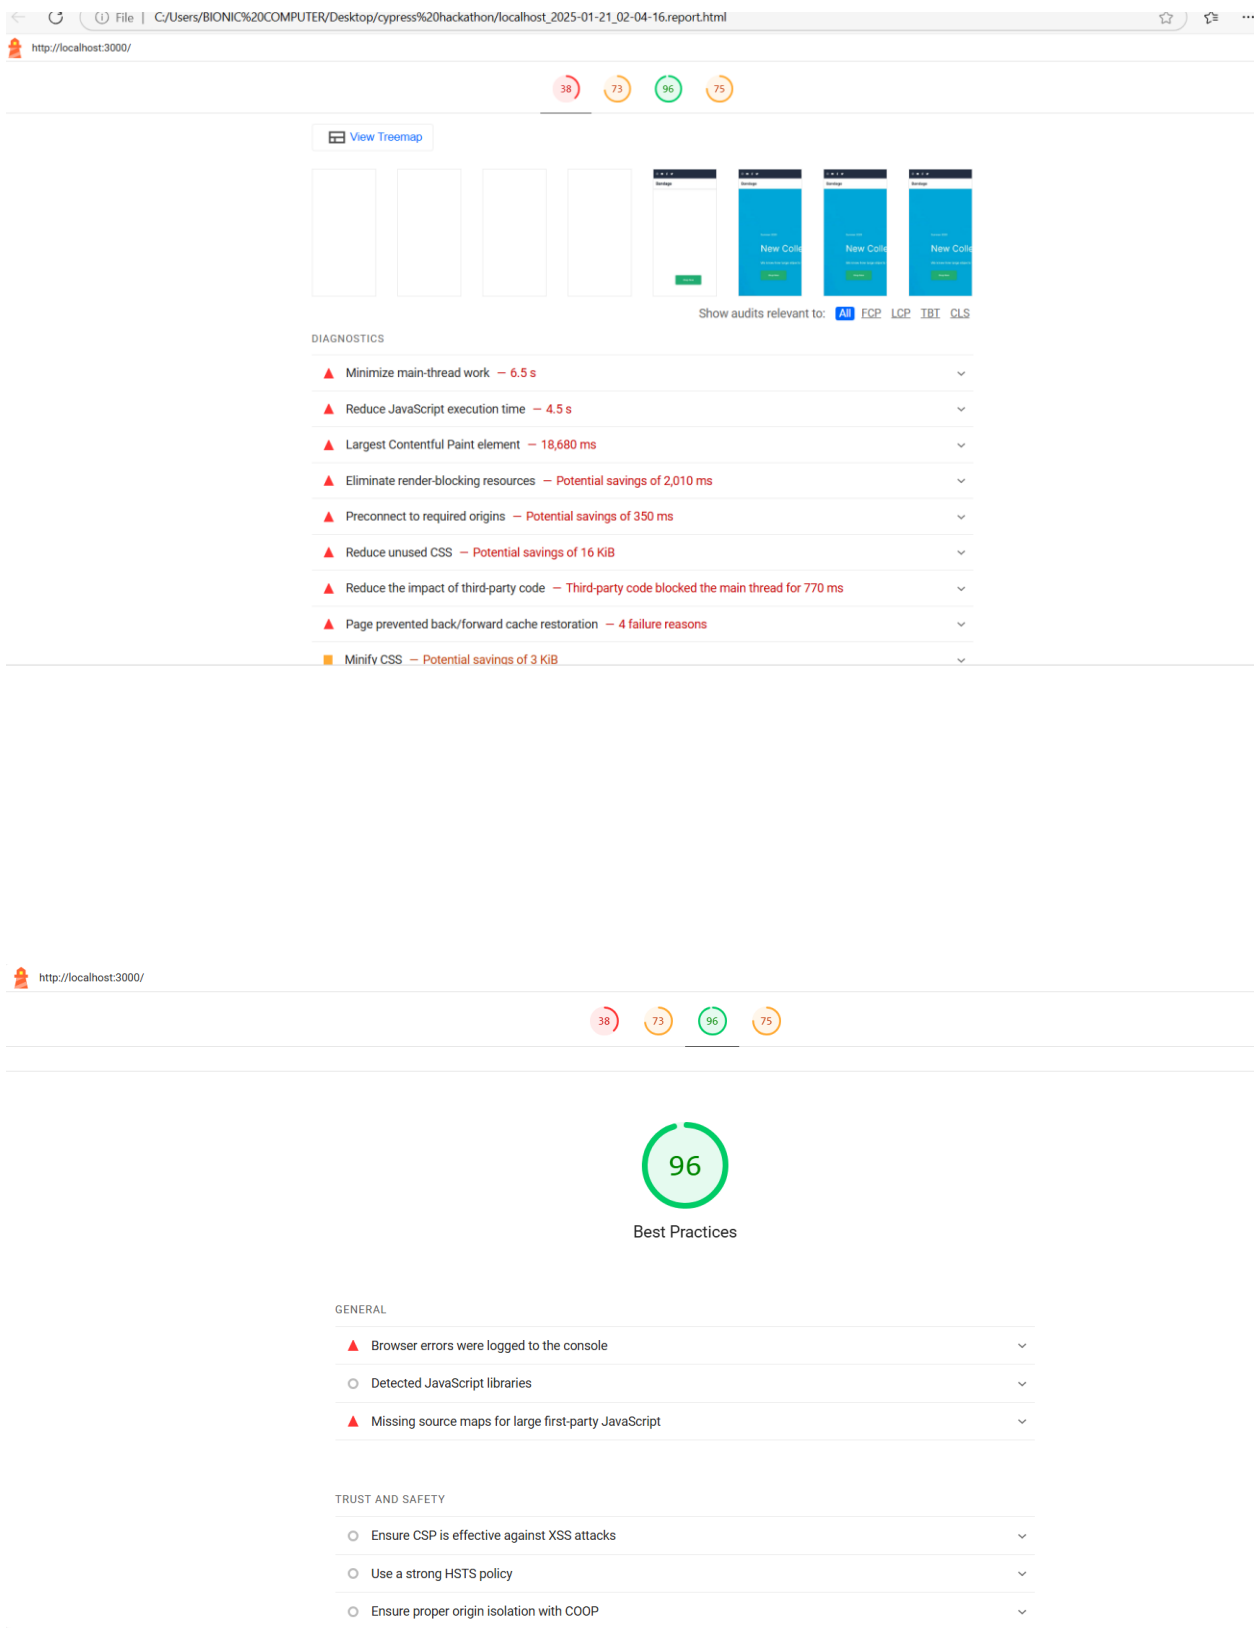 File | C:/Users/BIONIC%20COMPUTER/Desktop/cypress%20hackathon/localhost_2025-01-21_02-04-16.report.html
http://localhost:3000/
38 73 96 75
View Treemap
Bandage Bandage Bandage Bandage
New Colle New Colle New Colle
Show audits relevant to: All FCP LCP TBT CLS
DIAGNOSTICS
Minimize main-thread work — 6.5 s
Reduce JavaScript execution time — 4.5 s
Largest Contentful Paint element — 18,680 ms
Eliminate render-blocking resources — Potential savings of 2,010 ms
Preconnect to required origins — Potential savings of 350 ms
Reduce unused CSS — Potential savings of 16 KiB
Reduce the impact of third-party code — Third-party code blocked the main thread for 770 ms
Page prevented back/forward cache restoration — 4 failure reasons
Minify CSS — Potential savings of 3 KiB
http://localhost:3000/
38 73 96 75
96
Best Practices
GENERAL
Browser errors were logged to the console
Detected JavaScript libraries
Missing source maps for large first-party JavaScript
TRUST AND SAFETY
Ensure CSP is effective against XSS attacks
Use a strong HSTS policy
Ensure proper origin isolation with COOP